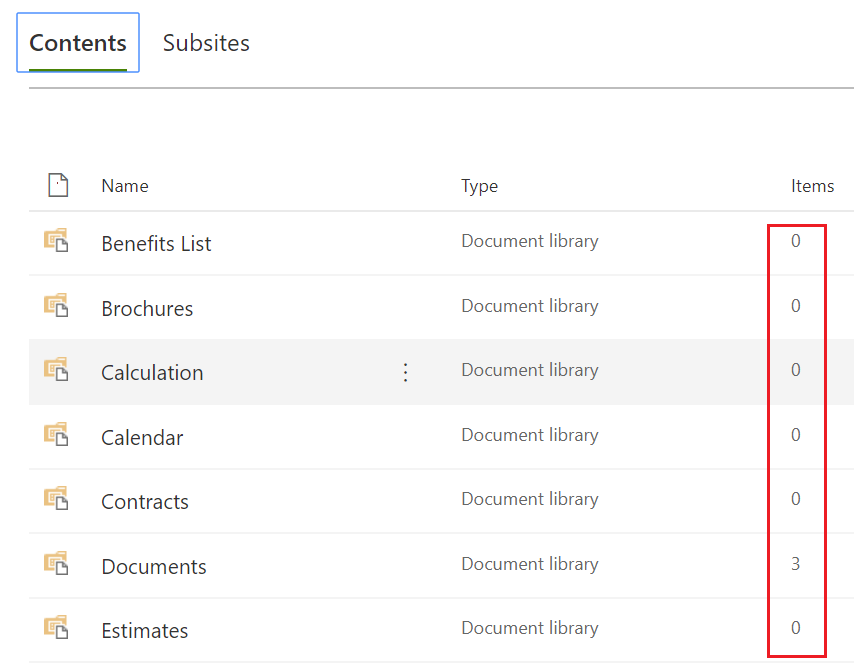 Contents Subsites
Name Type Items
Benefits List Document library 0
Brochures Document library 0
Calculation Document library 0
Calendar Document library 0
Contracts Document library 0
Documents Document library 3
Estimates Document library 0